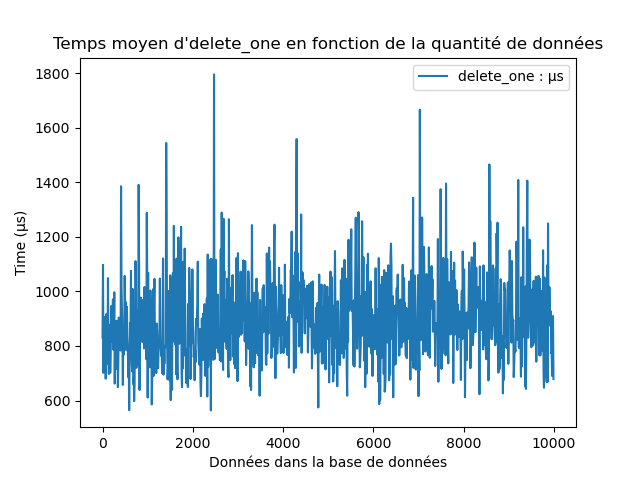 Temps moyen d'delete_one en fonction de la quantité de données
delete_one : µs
1800
1600
1400
1200
1000
800
600
Time (µs)
0 2000 4000 6000 8000 10000
Données dans la base de données